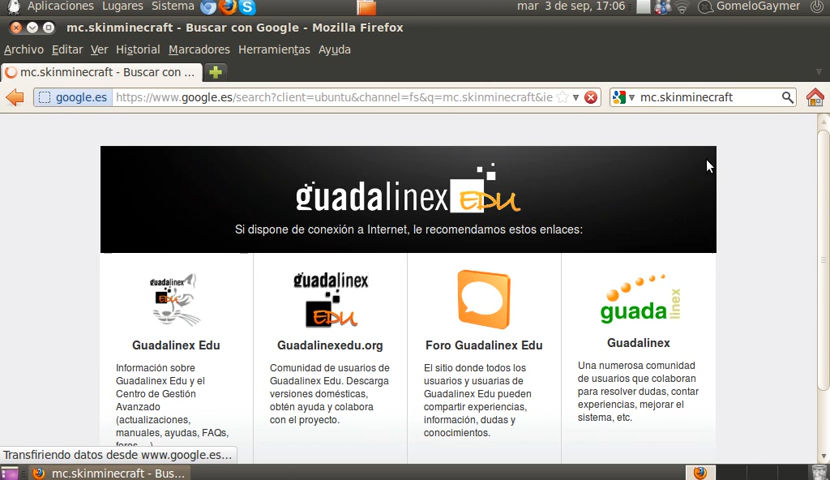 Aplicaciones Lugares Sistema mar 3 de sep, 17:06 GomeloGaymer
mc.skinminecraft - Buscar con Google - Mozilla Firefox
Archivo Editar Ver Historial Marcadores Herramientas Ayuda
mc.skinminecraft - Buscar con ...
google.es https://www.google.es/search?client=ubuntu&channel=fs&q=mc.skinminecraft&ie mc.skinminecraft
guadalinex EDU
Si dispone de conexión a Internet, le recomendamos estos enlaces:
guadalinex
EDU
Guadalinex Edu
Información sobre
Guadalinex Edu y el
Centro de Gestión
Avanzado
(actualizaciones,
manuales, ayudas, FAQs,
foros,...)
guadalinex
EDU
Guadalinexedu.org
Comunidad de usuarios de
Guadalinex Edu. Descarga
versiones domésticas,
obtén ayuda y colabora
con el proyecto.
Foro Guadalinex Edu
El sitio donde todos los
usuarios y usuarias de
Guadalinex Edu pueden
compartir experiencias,
información, dudas y
conocimientos.
guadalinex
Guadalinex
Una numerosa comunidad
de usuarios que colaboran
para resolver dudas, contar
experiencias, mejorar el
sistema, etc.
Transfiriendo datos desde www.google.es...
mc.skinminecraft - Bus...